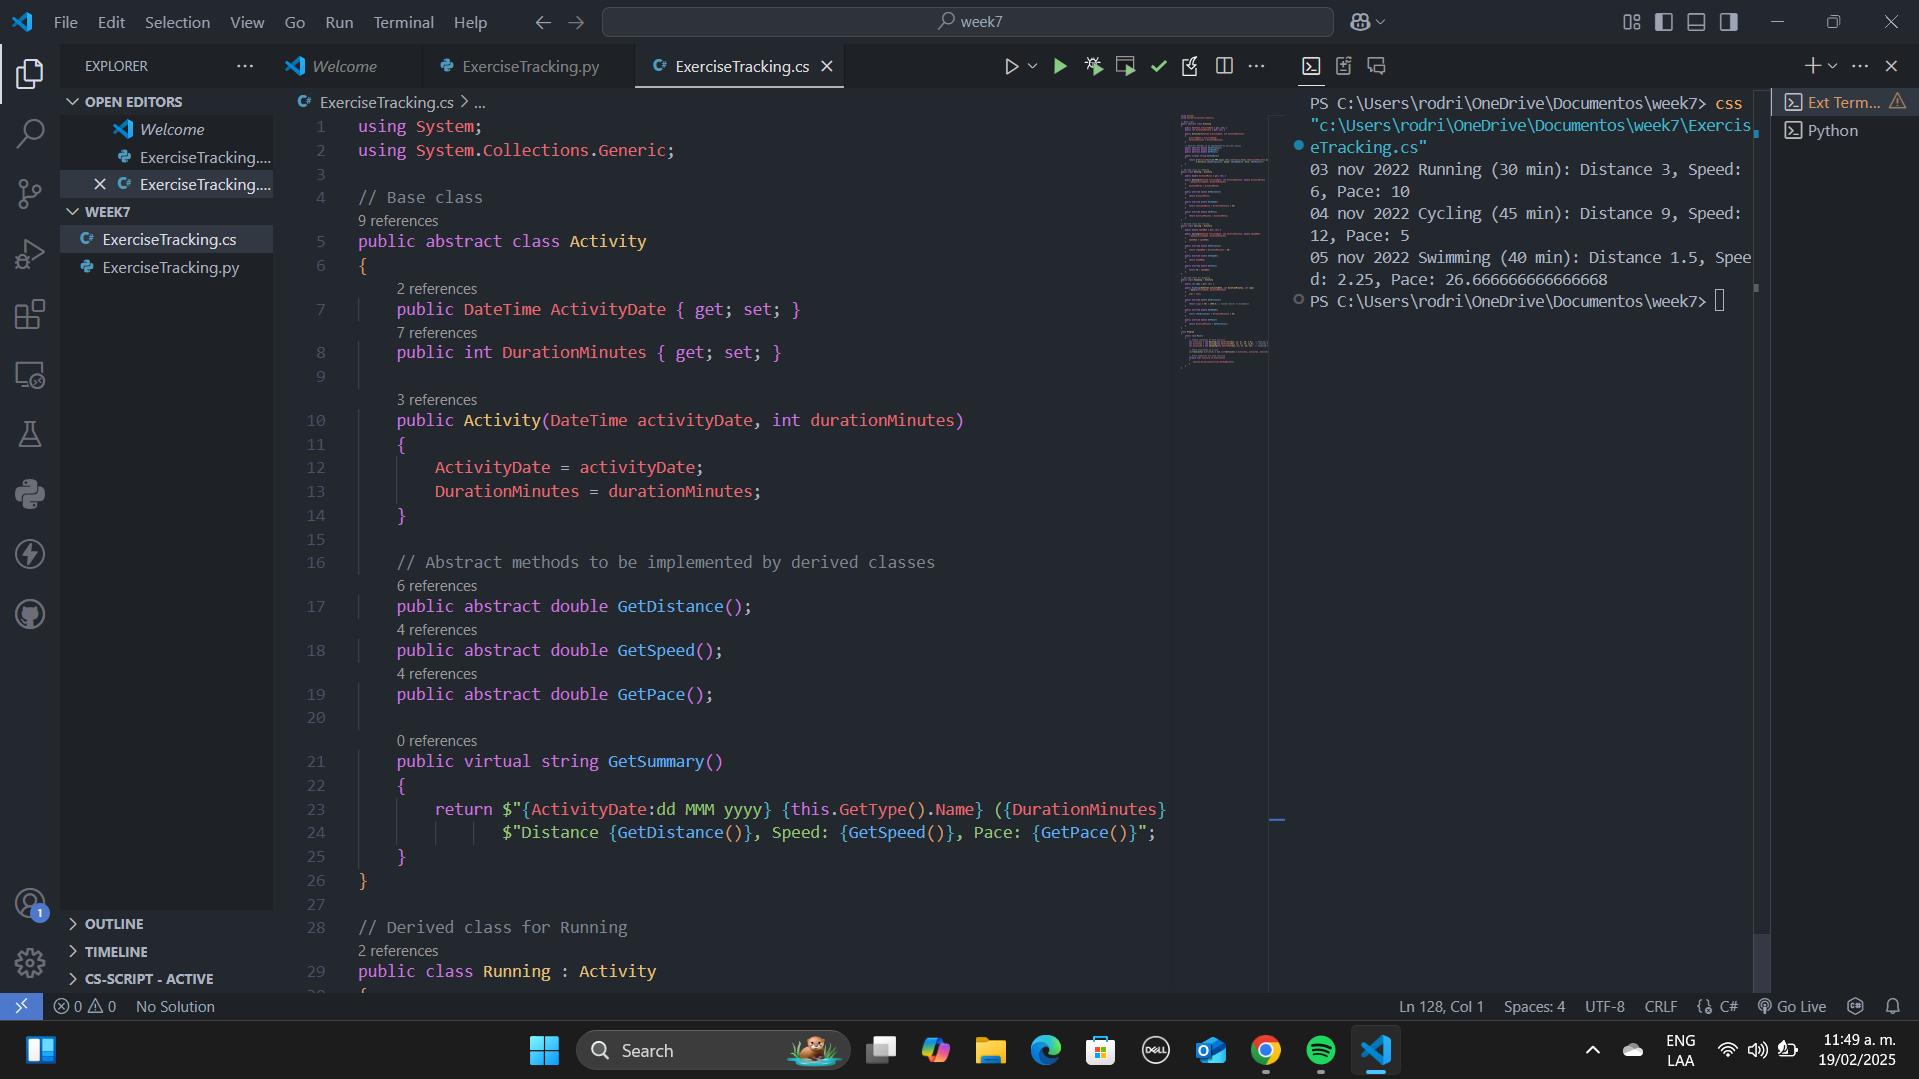 File Edit Selection View Go Run Terminal Help
week7
EXPLORER
Welcome
ExerciseTracking.py
ExerciseTracking.cs
OPEN EDITORS
Welcome
ExerciseTracking....
ExerciseTracking....
WEEK7
ExerciseTracking.cs
ExerciseTracking.py
OUTLINE
TIMELINE
CS-SCRIPT - ACTIVE
ExerciseTracking.cs > ...
1 using System;
2 using System.Collections.Generic;
3
4 // Base class
9 references
5 public abstract class Activity
6 {
2 references
7 public DateTime ActivityDate { get; set; }
7 references
8 public int DurationMinutes { get; set; }
9
3 references
10 public Activity(DateTime activityDate, int durationMinutes)
11 {
12 ActivityDate = activityDate;
13 DurationMinutes = durationMinutes;
14 }
15
16 // Abstract methods to be implemented by derived classes
6 references
17 public abstract double GetDistance();
4 references
18 public abstract double GetSpeed();
4 references
19 public abstract double GetPace();
20
0 references
21 public virtual string GetSummary()
22 {
23 return $"{ActivityDate:dd MMM yyyy} {this.GetType().Name} ({DurationMinutes}
24 $"Distance {GetDistance()}, Speed: {GetSpeed()}, Pace: {GetPace()}";
25 }
26 }
27
28 // Derived class for Running
2 references
29 public class Running : Activity
{
PS C:\Users\rodri\OneDrive\Documentos\week7> css
"c:\Users\rodri\OneDrive\Documentos\week7\Exercis
eTracking.cs"
03 nov 2022 Running (30 min): Distance 3, Speed:
6, Pace: 10
04 nov 2022 Cycling (45 min): Distance 9, Speed:
12, Pace: 5
05 nov 2022 Swimming (40 min): Distance 1.5, Spee
d: 2.25, Pace: 26.666666666666668
PS C:\Users\rodri\OneDrive\Documentos\week7>
Ext Term...
Python
1
0 0 No Solution
Ln 128, Col 1 Spaces: 4 UTF-8 CRLF C# Go Live
Search
DELL
ENG
LAA
11:49 a. m.
19/02/2025